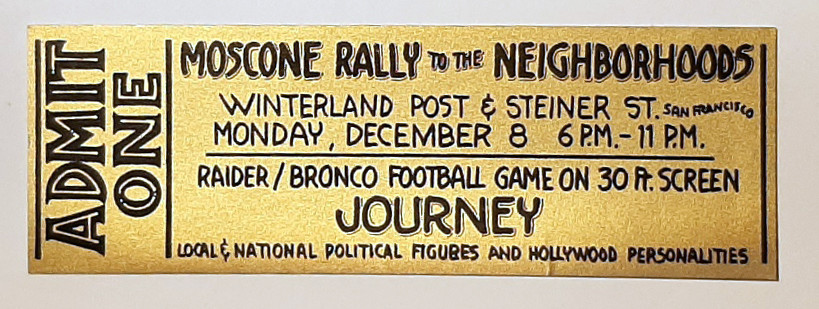 ADMIT
ONE
MOSCONE RALLY TO THE NEIGHBORHOODS
WINTERLAND POST & STEINER ST. SAN FRANCISCO
MONDAY, DECEMBER 8 6 P.M. - 11 P.M.
RAIDER / BRONCO FOOTBALL GAME ON 30 ft. SCREEN
JOURNEY
LOCAL & NATIONAL POLITICAL FIGURES AND HOLLYWOOD PERSONALITIES